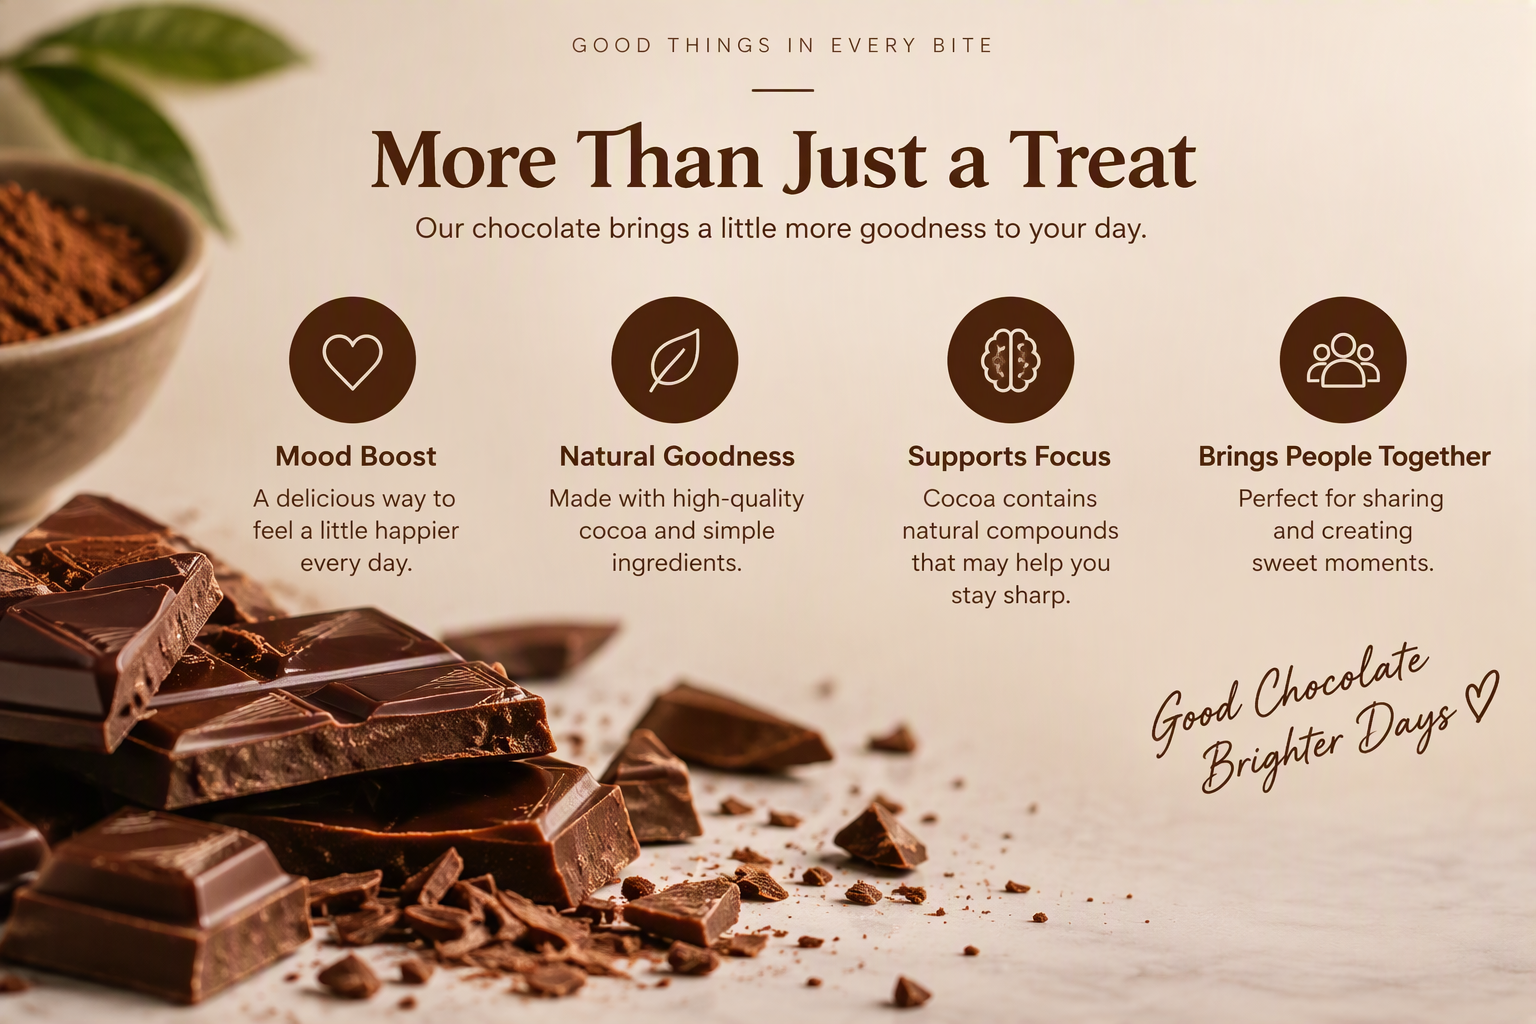 GOOD THINGS IN EVERY BITE
More Than Just a Treat
Our chocolate brings a little more goodness to your day.
Mood Boost
A delicious way to
feel a little happier
every day.
Natural Goodness
Made with high-quality
cocoa and simple
ingredients.
Supports Focus
Cocoa contains
natural compounds
that may help you
stay sharp.
Brings People Together
Perfect for sharing
and creating
sweet moments.
Good Chocolate
Brighter Days